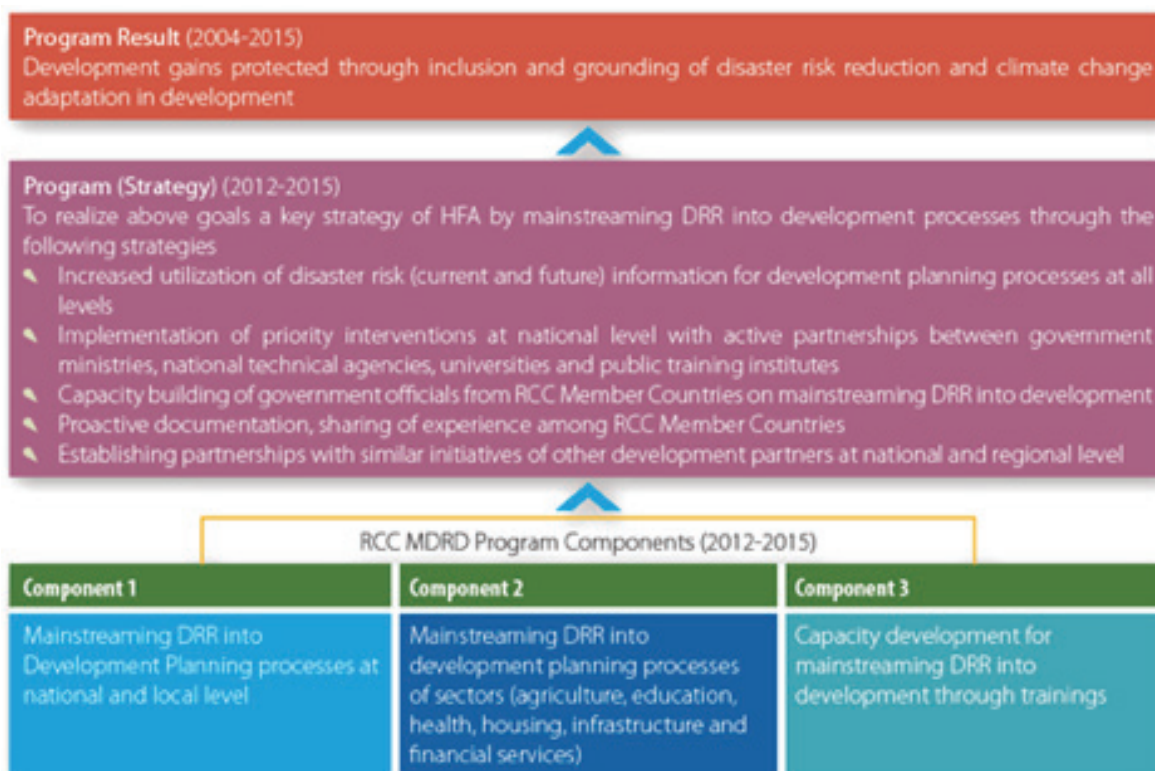 Program Result (2004-2015)
Development gains protected through inclusion and grounding of disaster risk reduction and climate change
adaptation in development
Program (Strategy) (2012-2015)
To realize above goals a key strategy of HFA by mainstreaming DRR into development processes through the
following strategies
Increased utilization of disaster risk (current and future) information for development planning processes at all
levels
Implementation of priority interventions at national level with active partnerships between government
ministries, national technical agencies, universities and public training institutes
Capacity building of government officials from RCC Member Countries on mainstreaming DRR into development
Proactive documentation, sharing of experience among RCC Member Countries
Establishing partnerships with similar initiatives of other development partners at national and regional level
RCC MDRD Program Components (2012-2015)
Component 1
Mainstreaming DRR into
Development Planning processes at
national and local level
Component 2
Mainstreaming DRR into
development planning processes
of sectors (agriculture, education,
health, housing, infrastructure and
financial services)
Component 3
Capacity development for
mainstreaming DRR into
development through trainings